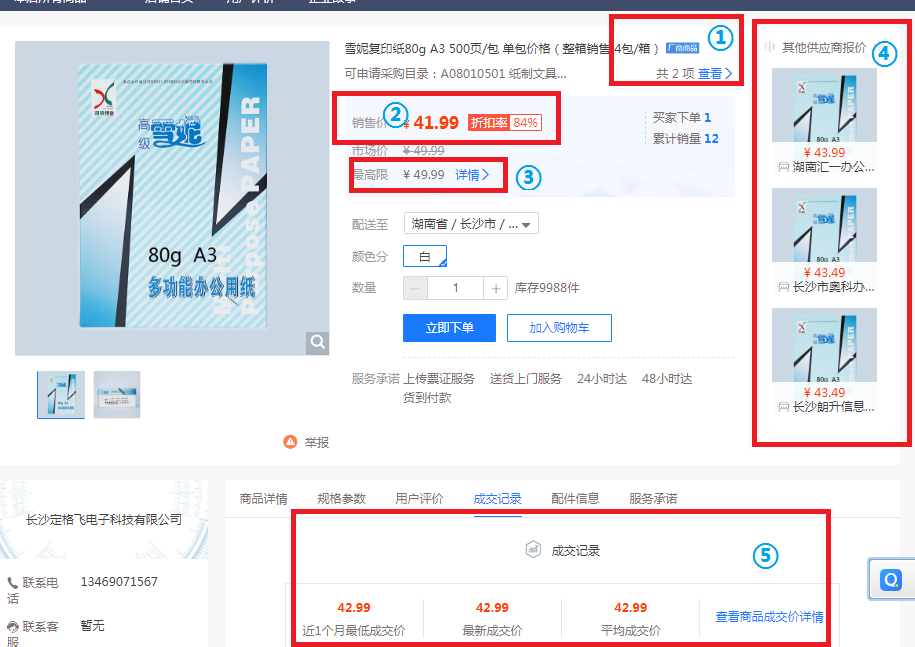 雪妮复印纸80g A3 500页/包 单包价格（整箱销售 4包/箱） 厂商商品
①
可申请采购目录：A08010501 纸制文具...
共 2 项 查看
销售价 ② ¥ 41.99 折扣率 84%
市场价 ¥ 49.99
最高限 ¥ 49.99 详情 ③
买家下单 1
累计销量 12
配送至 湖南省 / 长沙市 / ...
颜色分 白
数量 − 1 + 库存9988件
立即下单 加入购物车
服务承诺 上传票证服务 送货上门服务 24小时达 48小时达
货到付款
高级 雪妮
PAPER
80g A3
多功能办公用纸
举报
其他供应商报价 ④
¥ 43.99
湖南汇一办公...
¥ 43.49
长沙市奥科办...
¥ 43.49
长沙朗升信息...
长沙定格飞电子科技有限公司
联系电话 13469071567
联系客服 暂无
商品详情 规格参数 用户评价 成交记录 配件信息 服务承诺
成交记录 ⑤
42.99 42.99 42.99
近1个月最低成交价 最新成交价 平均成交价 查看商品成交价详情